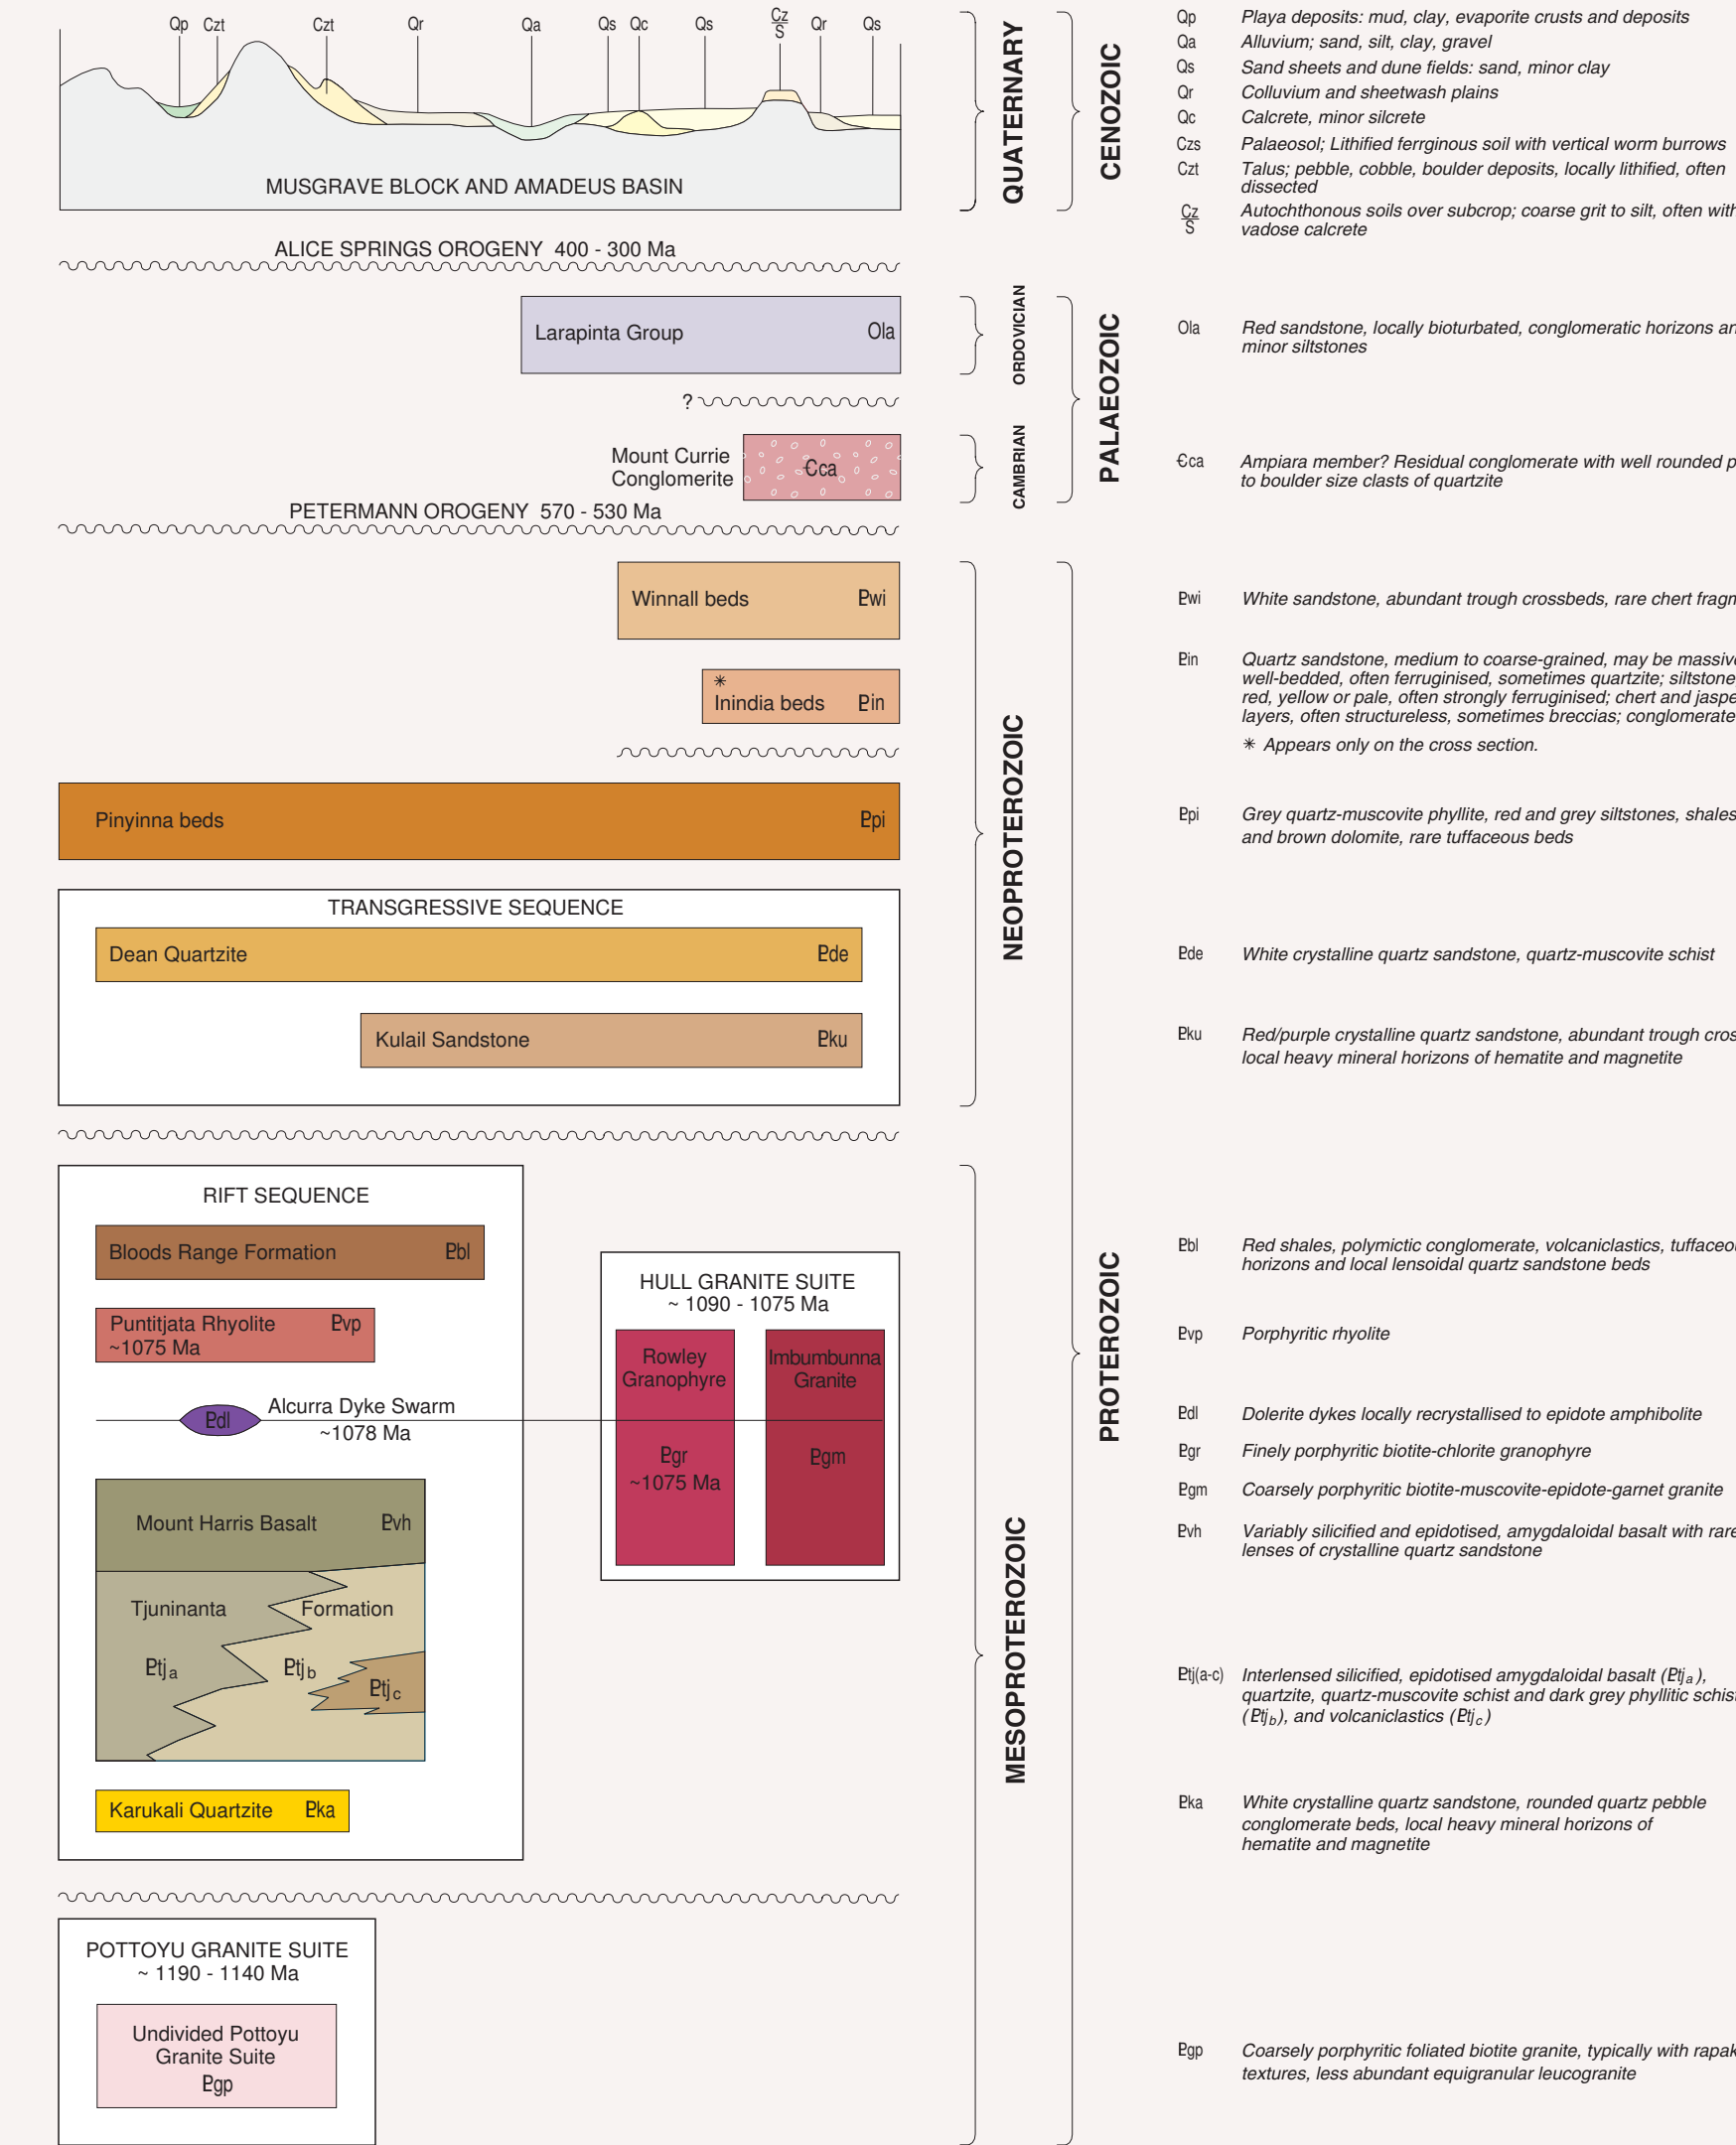 Qp Czt Czt Qr Qa Qs Qc Qs Cz/S Qr Qs
MUSGRAVE BLOCK AND AMADEUS BASIN
QUATERNARY
CENOZOIC
Qp Playa deposits: mud, clay, evaporite crusts and deposits
Qa Alluvium; sand, silt, clay, gravel
Qs Sand sheets and dune fields: sand, minor clay
Qr Colluvium and sheetwash plains
Qc Calcrete, minor silcrete
Czs Palaeosol; Lithified ferrginous soil with vertical worm burrows
Czt Talus; pebble, cobble, boulder deposits, locally lithified, often
dissected
Cz/S Autochthonous soils over subcrop; coarse grit to silt, often with
vadose calcrete
ALICE SPRINGS OROGENY 400 - 300 Ma
Larapinta Group Ola
ORDOVICIAN
PALAEOZOIC
Ola Red sandstone, locally bioturbated, conglomeratic horizons
minor siltstones
?
Mount Currie
Conglomerite
Ꞓca
CAMBRIAN
Ꞓca Ampiara member? Residual conglomerate with well rounded
to boulder size clasts of quartzite
PETERMANN OROGENY 570 - 530 Ma
Winnall beds Ꝑwi
Ꝑwi White sandstone, abundant trough crossbeds, rare chert
✳
Inindia beds Ꝑin
Ꝑin Quartz sandstone, medium to coarse-grained, may be massive
well-bedded, often ferruginised, sometimes quartzite; siltstone
red, yellow or pale, often strongly ferruginised; chert and
layers, often structureless, sometimes breccias; conglomerate
✳ Appears only on the cross section.
NEOPROTEROZOIC
Pinyinna beds Ꝑpi
Ꝑpi Grey quartz-muscovite phyllite, red and grey siltstones, shales
and brown dolomite, rare tuffaceous beds
TRANSGRESSIVE SEQUENCE
Dean Quartzite Ꝑde
Ꝑde White crystalline quartz sandstone, quartz-muscovite schist
Kulail Sandstone Ꝑku
Ꝑku Red/purple crystalline quartz sandstone, abundant trough
local heavy mineral horizons of hematite and magnetite
PROTEROZOIC
RIFT SEQUENCE
Bloods Range Formation Ꝑbl
Ꝑbl Red shales, polymictic conglomerate, volcaniclastics,
horizons and local lensoidal quartz sandstone beds
Puntitjata Rhyolite Ꝑvp
~1075 Ma
Ꝑvp Porphyritic rhyolite
HULL GRANITE SUITE
~ 1090 - 1075 Ma
Rowley
Granophyre
Imbumbunna
Granite
Ꝑdl
Alcurra Dyke Swarm
~1078 Ma
Ꝑgr
~1075 Ma
Ꝑgm
Ꝑdl Dolerite dykes locally recrystallised to epidote amphibolite
Ꝑgr Finely porphyritic biotite-chlorite granophyre
Ꝑgm Coarsely porphyritic biotite-muscovite-epidote-garnet granite
Mount Harris Basalt Ꝑvh
Ꝑvh Variably silicified and epidotised, amygdaloidal basalt with rare
lenses of crystalline quartz sandstone
MESOPROTEROZOIC
Tjuninanta Formation
Ꝑtja Ꝑtjb
Ꝑtjc
Ꝑtj(a-c) Interlensed silicified, epidotised amygdaloidal basalt (Ꝑtja),
quartzite, quartz-muscovite schist and dark grey phyllitic schist
(Ꝑtjb), and volcaniclastics (Ꝑtjc)
Karukali Quartzite Ꝑka
Ꝑka White crystalline quartz sandstone, rounded quartz pebble
conglomerate beds, local heavy mineral horizons of
hematite and magnetite
POTTOYU GRANITE SUITE
~ 1190 - 1140 Ma
Undivided Pottoyu
Granite Suite
Ꝑgp
Ꝑgp Coarsely porphyritic foliated biotite granite, typically with
textures, less abundant equigranular leucogranite